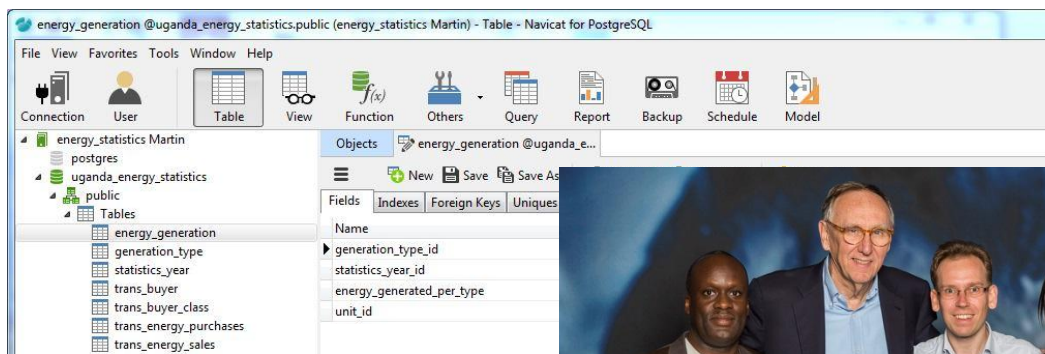 energy_generation @uganda_energy_statistics.public (energy_statistics Martin) - Table - Navicat for PostgreSQL
File View Favorites Tools Window Help
f(x)
Connection User Table View Function Others Query Report Backup Schedule Model
energy_statistics Martin
postgres
uganda_energy_statistics
public
Tables
energy_generation
generation_type
statistics_year
trans_buyer
trans_buyer_class
trans_energy_purchases
trans_energy_sales
Objects energy_generation @uganda_e...
New Save Save As
Fields Indexes Foreign Keys Uniques
Name
generation_type_id
statistics_year_id
energy_generated_per_type
unit_id